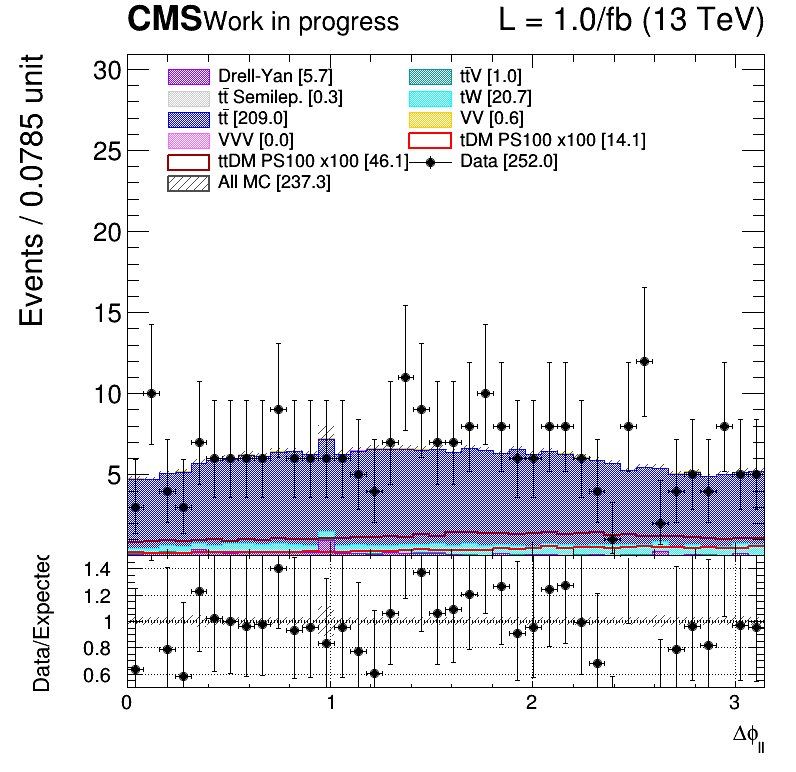 CMS Work in progress L = 1.0/fb (13 TeV)
Events / 0.0785 unit
30
25
20
15
10
5
Drell-Yan [5.7]
tt̄V [1.0]
tt̄ Semilep. [0.3]
tW [20.7]
tt̄ [209.0]
VV [0.6]
VVV [0.0]
tDM PS100 x100 [14.1]
ttDM PS100 x100 [46.1]
Data [252.0]
All MC [237.3]
Data/Expected
1.4
1.2
1
0.8
0.6
0 1 2 3
Δϕll